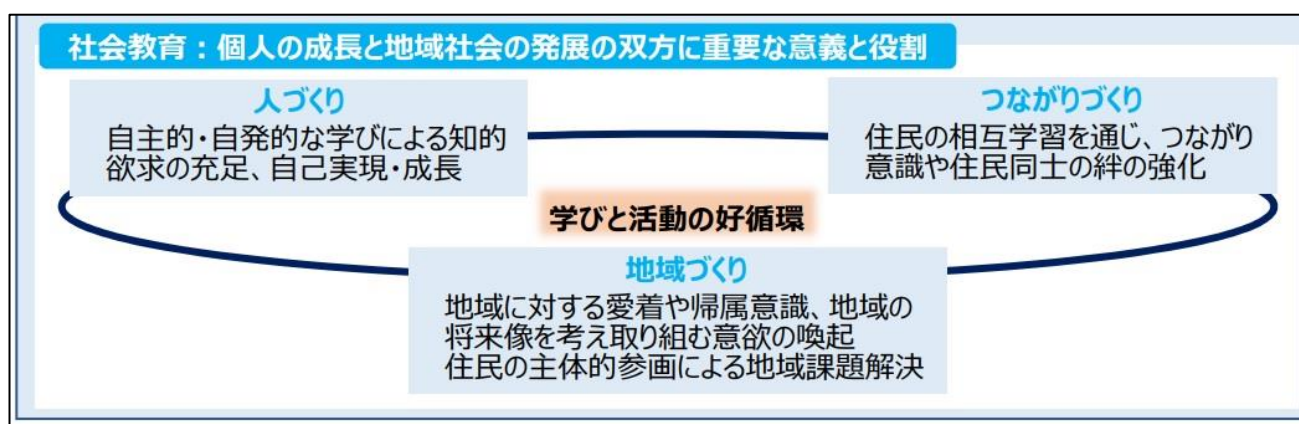 社会教育：個人の成長と地域社会の発展の双方に重要な意義と役割
人づくり
自主的・自発的な学びによる知的
欲求の充足、自己実現・成長
つながりづくり
住民の相互学習を通じ、つながり
意識や住民同士の絆の強化
学びと活動の好循環
地域づくり
地域に対する愛着や帰属意識、地域の
将来像を考え取り組む意欲の喚起
住民の主体的参画による地域課題解決